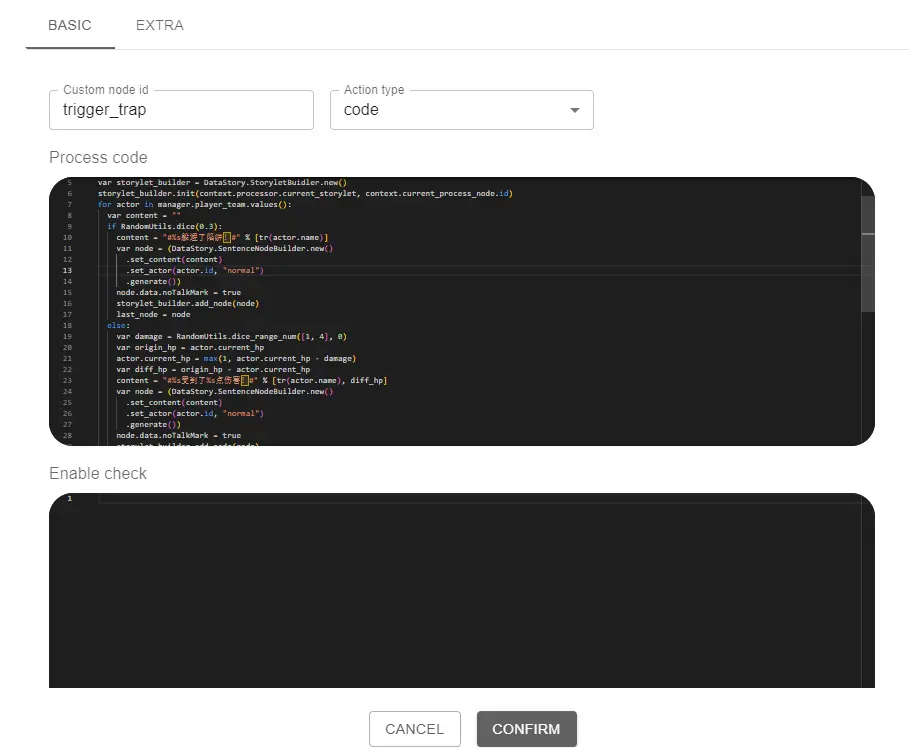 BASIC EXTRA
Custom node id Action type
trigger_trap code
Process code
5 var storylet_builder = DataStory.StoryletBuidler.new()
6 storylet_builder.init(context.processor.current_storylet, context.current_process_node.id)
7 for actor in manager.player_team.values():
8 var content = ""
9 if RandomUtils.dice(0.3):
10 content = "#%s躲避了陷阱！#" % [tr(actor.name)]
11 var node = (DataStory.SentenceNodeBuilder.new()
12 .set_content(content)
13 .set_actor(actor.id, "normal")
14 .generate())
15 node.data.noTalkMark = true
16 storylet_builder.add_node(node)
17 last_node = node
18 else:
19 var damage = RandomUtils.dice_range_num([1, 4], 0)
20 var origin_hp = actor.current_hp
21 actor.current_hp = max(1, actor.current_hp - damage)
22 var diff_hp = origin_hp - actor.current_hp
23 content = "#%s受到了%s点伤害！#" % [tr(actor.name), diff_hp]
24 var node = (DataStory.SentenceNodeBuilder.new()
25 .set_content(content)
26 .set_actor(actor.id, "normal")
27 .generate())
28 node.data.noTalkMark = true
Enable check
1
CANCEL CONFIRM